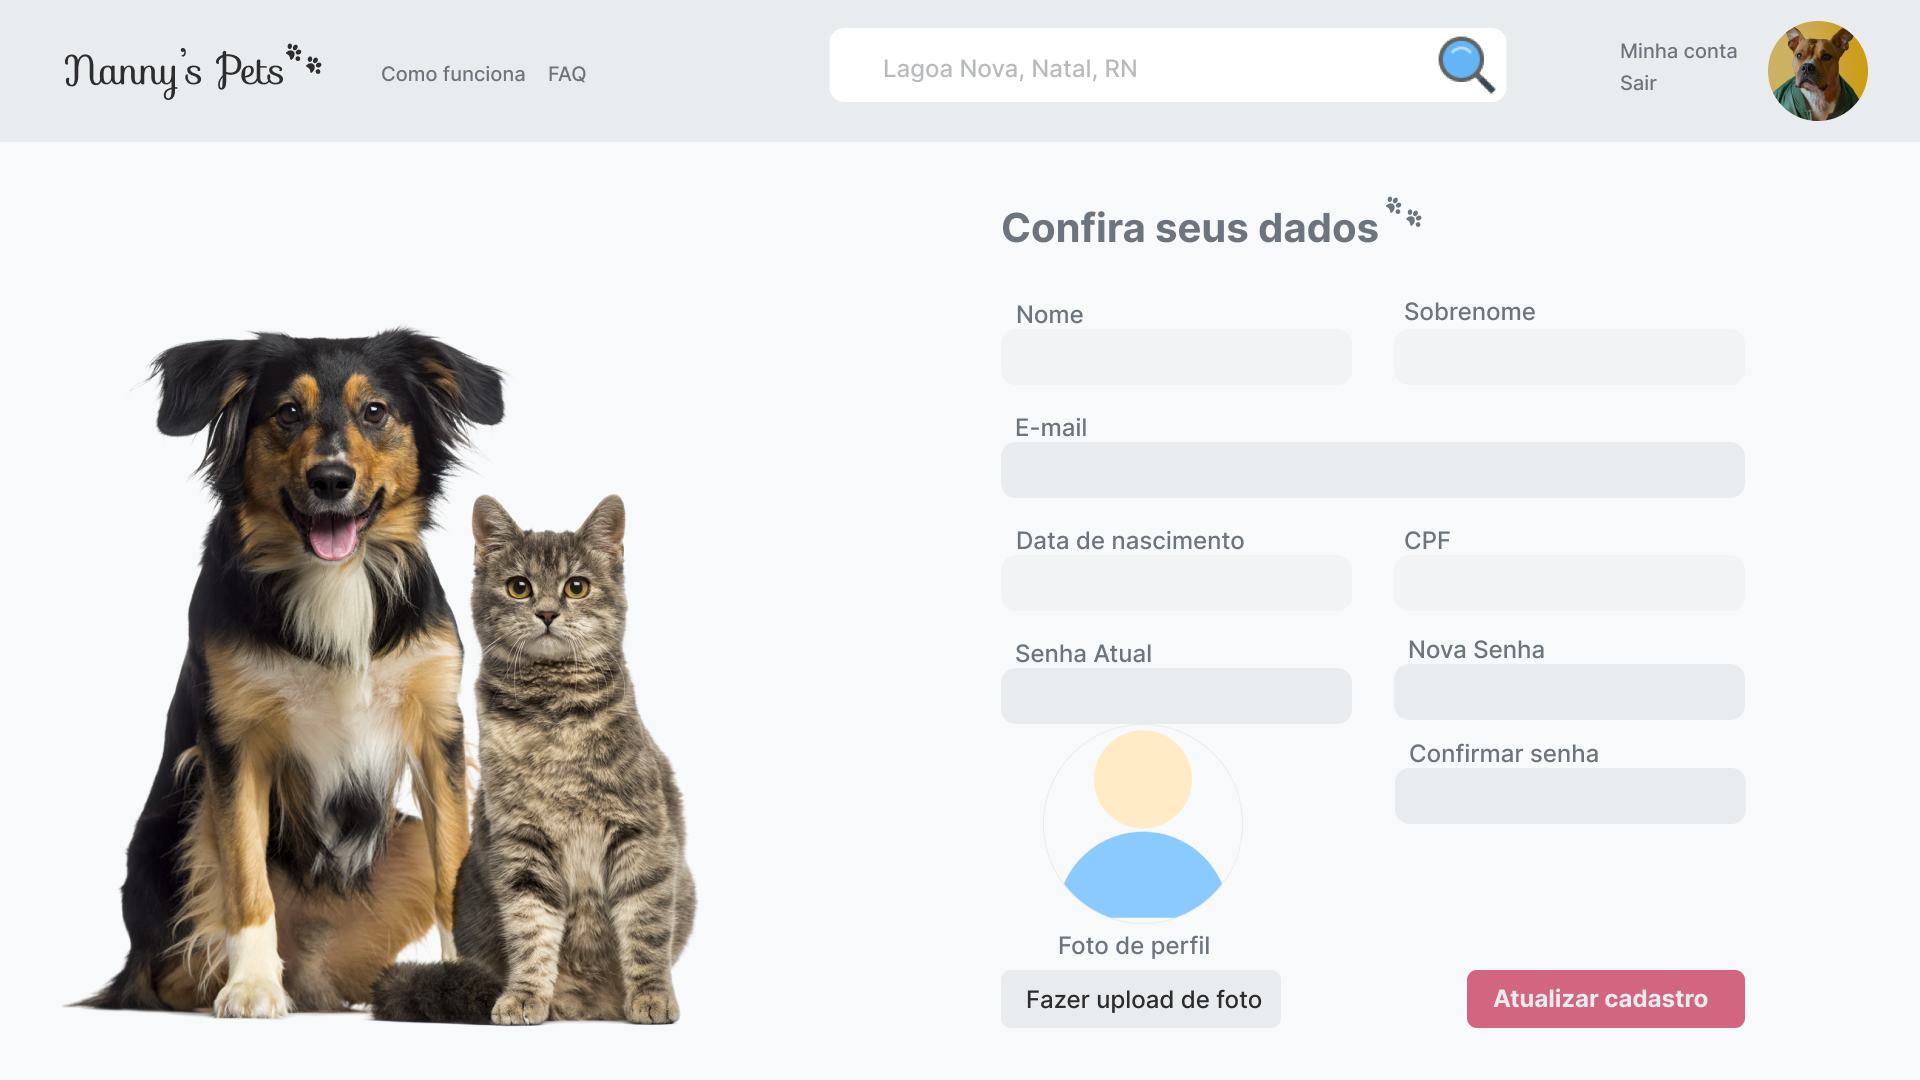 Nanny's Pets
Como funciona
FAQ
Lagoa Nova, Natal, RN
Minha conta
Sair
Confira seus dados
Nome
Sobrenome
E-mail
Data de nascimento
CPF
Senha Atual
Nova Senha
Confirmar senha
Foto de perfil
Fazer upload de foto
Atualizar cadastro